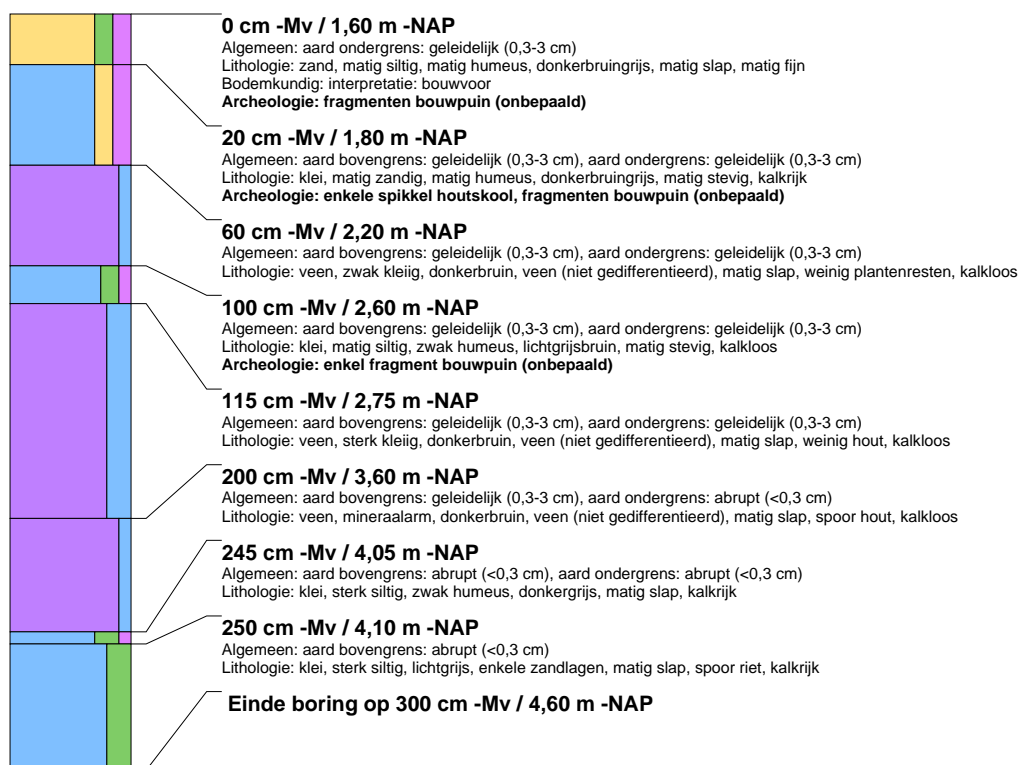 0 cm -Mv / 1,60 m -NAP
Algemeen: aard ondergrens: geleidelijk (0,3-3 cm)
Lithologie: zand, matig siltig, matig humeus, donkerbruingrijs, matig slap, matig fijn
Bodemkundig: interpretatie: bouwvoor
Archeologie: fragmenten bouwpuin (onbepaald)
20 cm -Mv / 1,80 m -NAP
Algemeen: aard bovengrens: geleidelijk (0,3-3 cm), aard ondergrens: geleidelijk (0,3-3 cm)
Lithologie: klei, matig zandig, matig humeus, donkerbruingrijs, matig stevig, kalkrijk
Archeologie: enkele spikkel houtskool, fragmenten bouwpuin (onbepaald)
60 cm -Mv / 2,20 m -NAP
Algemeen: aard bovengrens: geleidelijk (0,3-3 cm), aard ondergrens: geleidelijk (0,3-3 cm)
Lithologie: veen, zwak kleiig, donkerbruin, veen (niet gedifferentieerd), matig slap, weinig plantenresten, kalkloos
100 cm -Mv / 2,60 m -NAP
Algemeen: aard bovengrens: geleidelijk (0,3-3 cm), aard ondergrens: geleidelijk (0,3-3 cm)
Lithologie: klei, matig siltig, zwak humeus, lichtgrijsbruin, matig stevig, kalkloos
Archeologie: enkel fragment bouwpuin (onbepaald)
115 cm -Mv / 2,75 m -NAP
Algemeen: aard bovengrens: geleidelijk (0,3-3 cm), aard ondergrens: geleidelijk (0,3-3 cm)
Lithologie: veen, sterk kleiig, donkerbruin, veen (niet gedifferentieerd), matig slap, weinig hout, kalkloos
200 cm -Mv / 3,60 m -NAP
Algemeen: aard bovengrens: geleidelijk (0,3-3 cm), aard ondergrens: abrupt (<0,3 cm)
Lithologie: veen, mineraalarm, donkerbruin, veen (niet gedifferentieerd), matig slap, spoor hout, kalkloos
245 cm -Mv / 4,05 m -NAP
Algemeen: aard bovengrens: abrupt (<0,3 cm), aard ondergrens: abrupt (<0,3 cm)
Lithologie: klei, sterk siltig, zwak humeus, donkergrijs, matig slap, kalkrijk
250 cm -Mv / 4,10 m -NAP
Algemeen: aard bovengrens: abrupt (<0,3 cm)
Lithologie: klei, sterk siltig, lichtgrijs, enkele zandlagen, matig slap, spoor riet, kalkrijk
Einde boring op 300 cm -Mv / 4,60 m -NAP